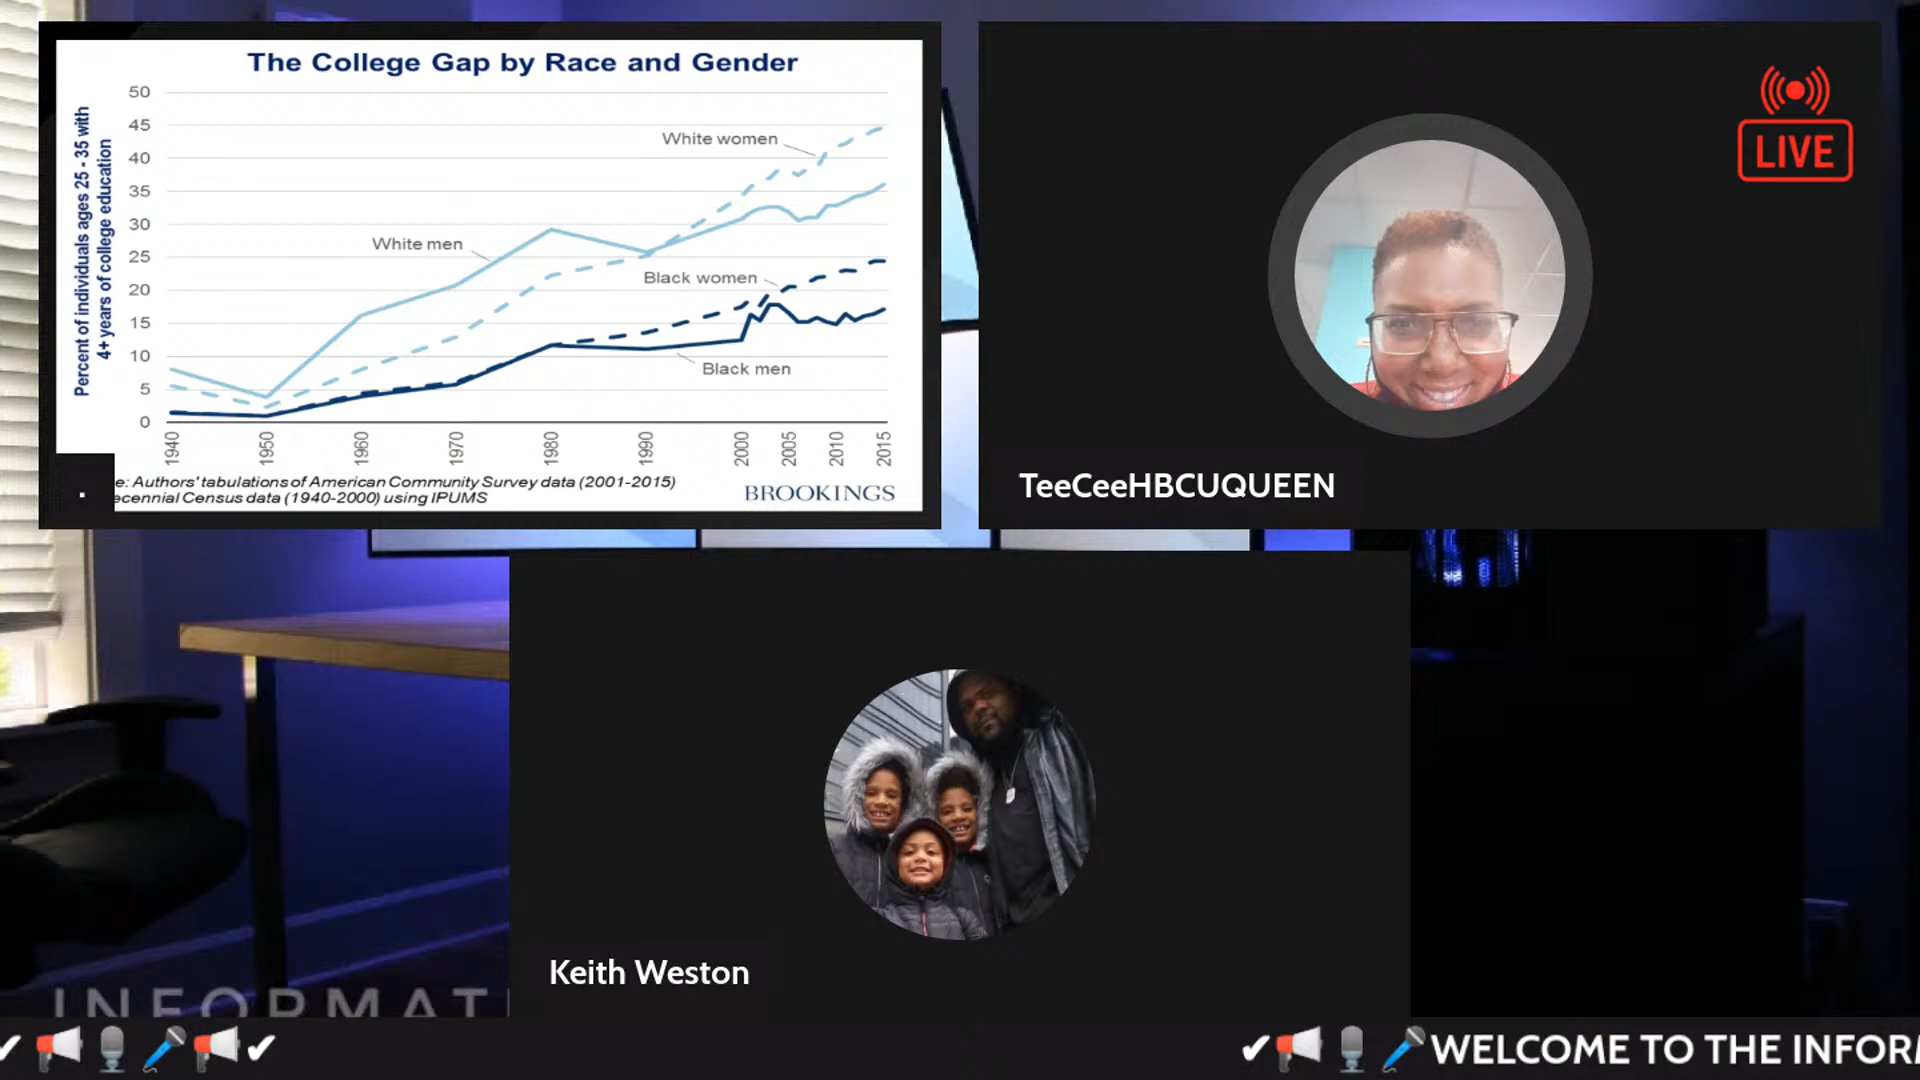 The College Gap by Race and Gender
Percent of individuals ages 25 - 35 with
4+ years of college education
50
45
40
35
30
25
20
15
10
5
0
White women
White men
Black women
Black men
1940
1950
1960
1970
1980
1990
2000
2005
2010
2015
e: Authors' tabulations of American Community Survey data (2001-2015)
ecennial Census data (1940-2000) using IPUMS
BROOKINGS
LIVE
TeeCeeHBCUQUEEN
Keith Weston
INFORMAT
WELCOME TO THE INFORM